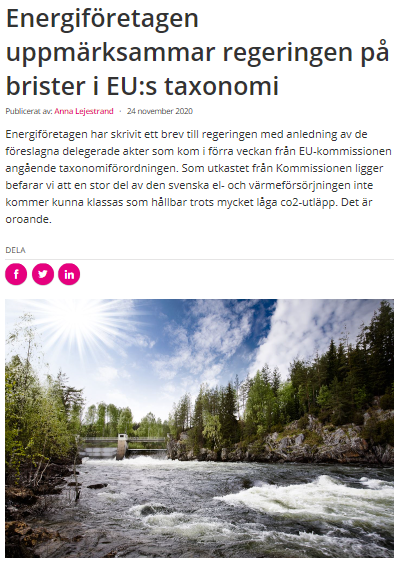 Energiföretagen
uppmärksammar regeringen på
brister i EU:s taxonomi
Publicerat av: Anna Lejestrand · 24 november 2020
Energiföretagen har skrivit ett brev till regeringen med anledning av de
föreslagna delegerade akter som kom i förra veckan från EU-kommissionen
angående taxonomiförordningen. Som utkastet från Kommissionen ligger
befarar vi att en stor del av den svenska el- och värmeförsörjningen inte
kommer kunna klassas som hållbar trots mycket låga co2-utläpp. Det är
oroande.
DELA